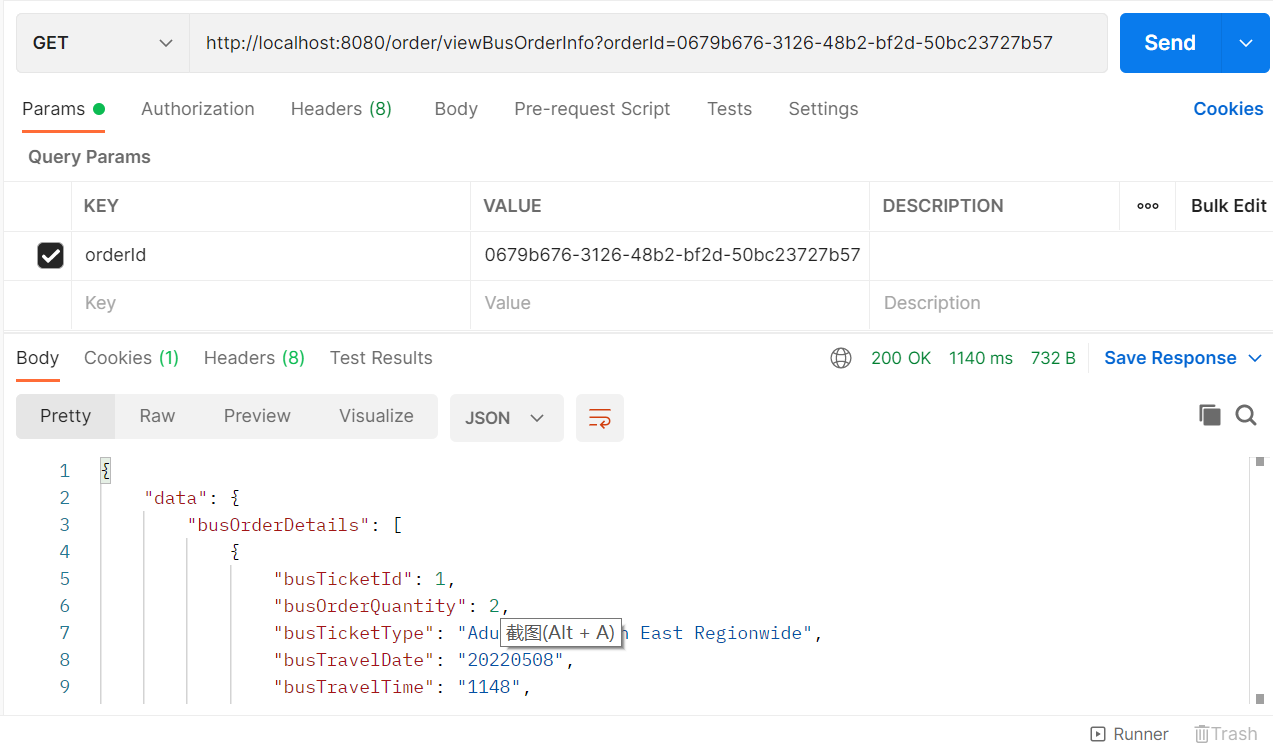 GET http://localhost:8080/order/viewBusOrderInfo?orderId=0679b676-3126-48b2-bf2d-50bc23727b57 Send
Params Authorization Headers (8) Body Pre-request Script Tests Settings Cookies
Query Params
KEY VALUE DESCRIPTION ooo Bulk Edit
orderId 0679b676-3126-48b2-bf2d-50bc23727b57
Key Value Description
Body Cookies (1) Headers (8) Test Results 200 OK 1140 ms 732 B Save Response
Pretty Raw Preview Visualize JSON
1 {
2 "data": {
3 "busOrderDetails": [
4 {
5 "busTicketId": 1,
6 "busOrderQuantity": 2,
7 "busTicketType": "Adu 截图(Alt + A) East Regionwide",
8 "busTravelDate": "20220508",
9 "busTravelTime": "1148",
Runner Trash